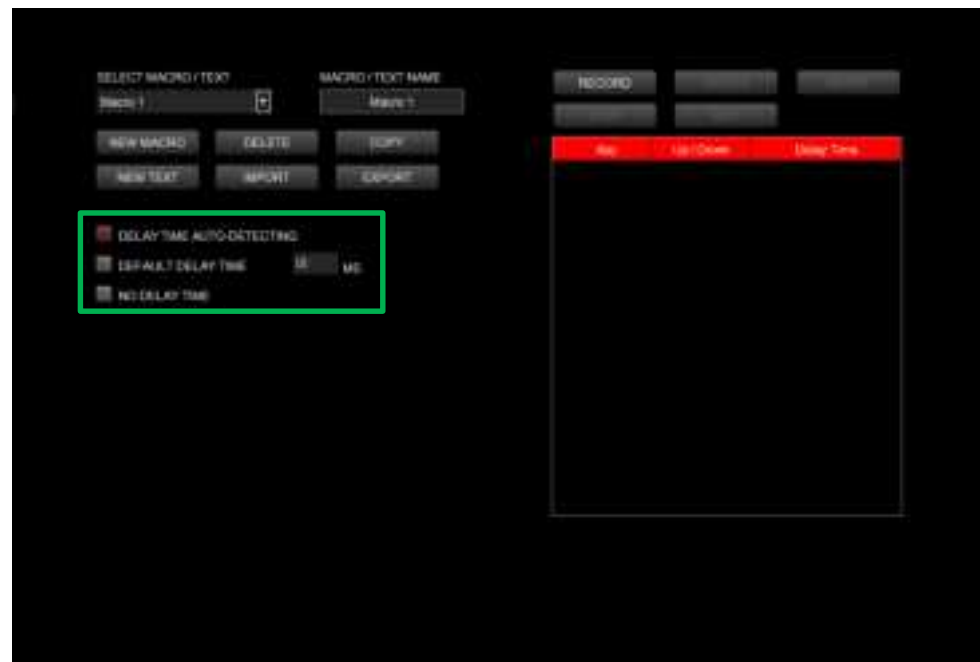 SELECT MACRO / TEXT
MACRO / TEXT NAME
Macro 1
Macro 1
NEW MACRO
DELETE
COPY
NEW TEXT
IMPORT
EXPORT
DELAY TIME AUTO-DETECTING
DEFAULT DELAY TIME
MS
NO DELAY TIME
RECORD
Key
Up / Down
Delay Time